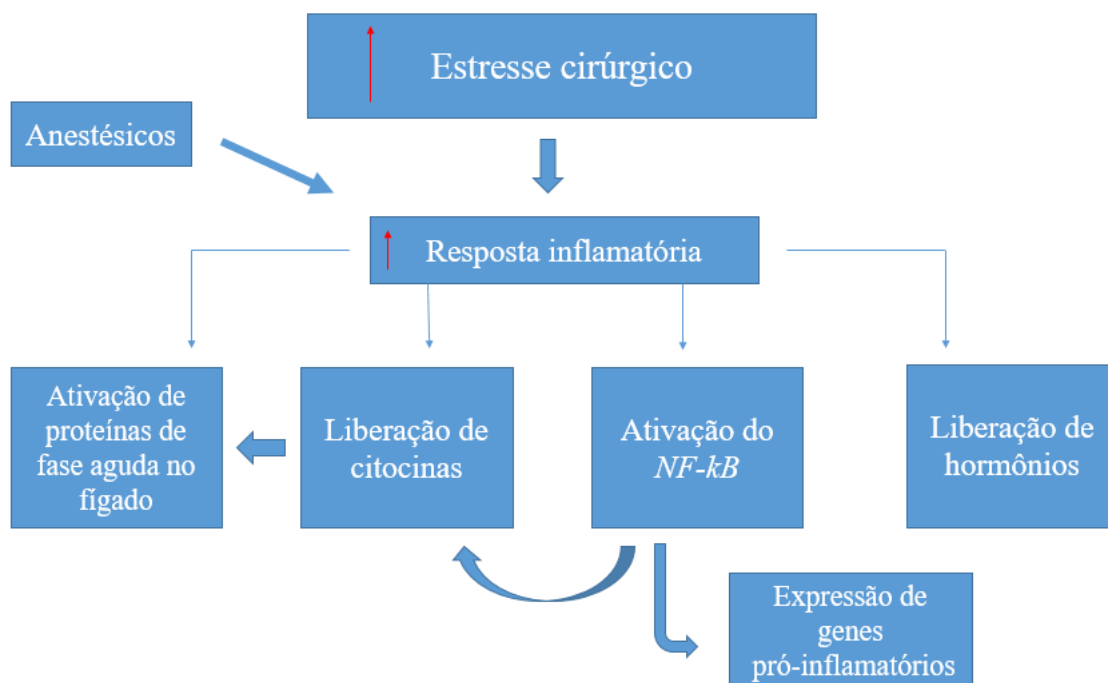 Estresse cirúrgico
Anestésicos
Resposta inflamatória
Ativação de
proteínas de
fase aguda no
fígado
Liberação de
citocinas
Ativação do
NF-kB
Liberação de
hormônios
Expressão de
genes
pró-inflamatórios